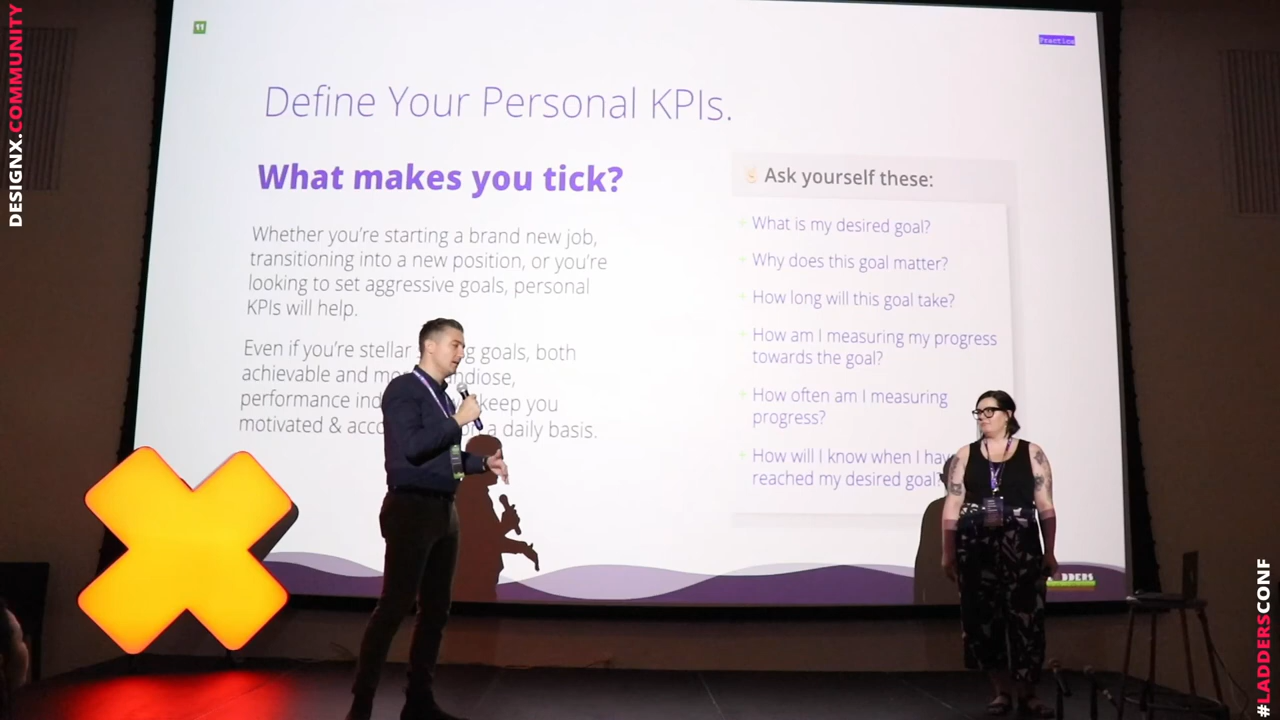 DESIGNX.COMMUNITY
11
Practice
Define Your Personal KPIs.
What makes you tick?
Whether you're starting a brand new job,
transitioning into a new position, or you're
looking to set aggressive goals, personal
KPIs will help.
Even if you're stellar goals, both
achievable and
performance keep you
motivated & on a daily basis.
Ask yourself these:
+ What is my desired goal?
+ Why does this goal matter?
+ How long will this goal take?
+ How am I measuring my progress
towards the goal?
+ How often am I measuring
progress?
+ How will I know when I have
reached my desired goal?
#LADDERSCONF